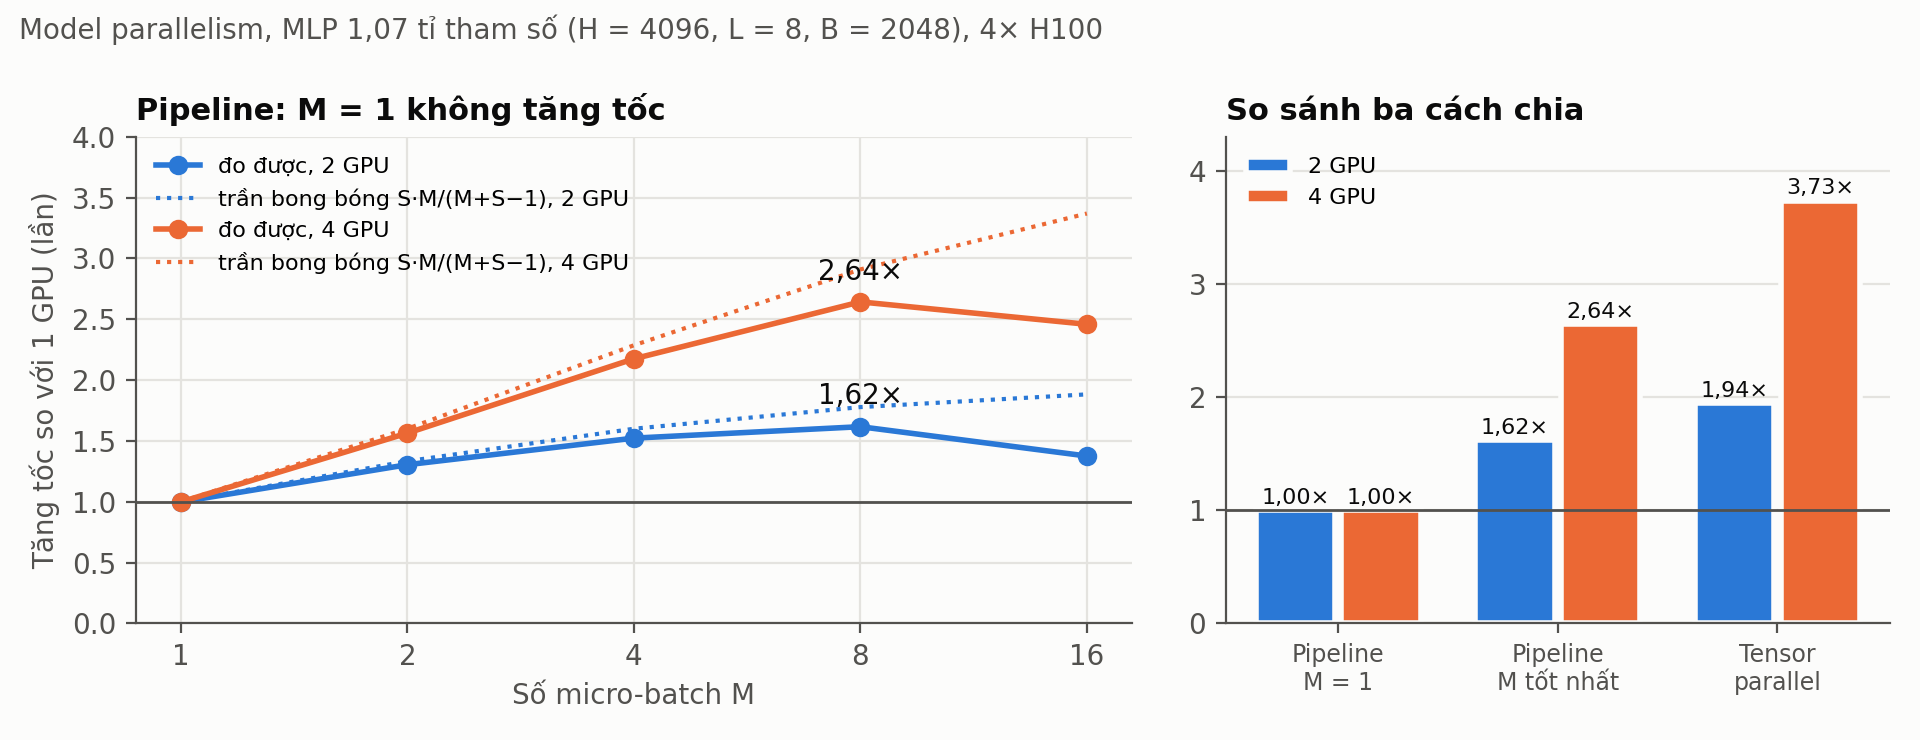 Model parallelism, MLP 1,07 tỉ tham số (H = 4096, L = 8, B = 2048), 4× H100
Pipeline: M = 1 không tăng tốc
Tăng tốc so với 1 GPU (lần)
4.0
3.5
3.0
2.5
2.0
1.5
1.0
0.5
0.0
đo được, 2 GPU
trần bong bóng S·M/(M+S−1), 2 GPU
đo được, 4 GPU
trần bong bóng S·M/(M+S−1), 4 GPU
2,64×
1,62×
1 2 4 8 16
Số micro-batch M
So sánh ba cách chia
4
3
2
1
0
2 GPU
4 GPU
1,00× 1,00×
1,62× 2,64×
1,94× 3,73×
Pipeline
M = 1
Pipeline
M tốt nhất
Tensor
parallel